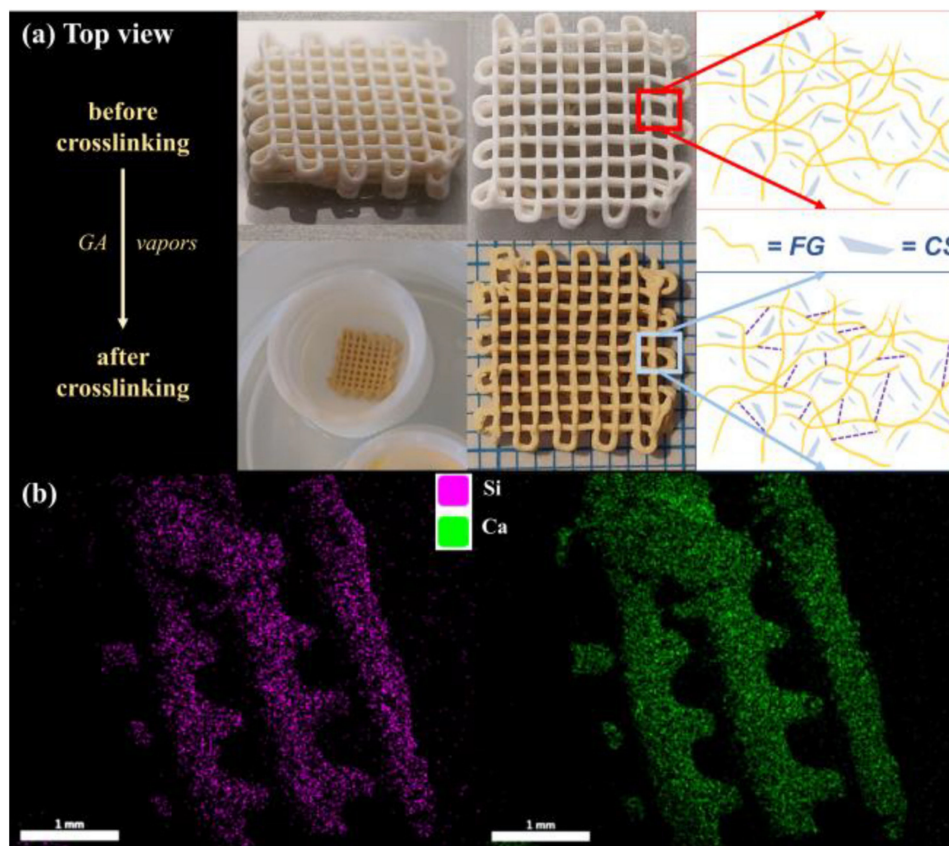 (a) Top view
before
crosslinking
GA vapors
after
crosslinking
= FG = CS
(b)
Si
Ca
1 mm
1 mm